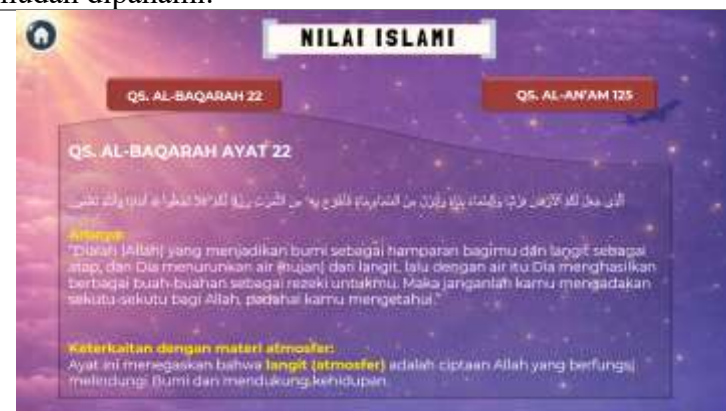 mudah dipahami.
NILAI ISLAMI
QS. AL-BAQARAH 22
QS. AL-AN'AM 125
QS. AL-BAQARAH AYAT 22
Artinya:
"Dialah (Allah) yang menjadikan bumi sebagai hamparan bagimu dan langit sebagai
atap, dan Dia menurunkan air (hujan) dari langit, lalu dengan air itu Dia menghasilkan
berbagai buah-buahan sebagai rezeki untukmu. Maka janganlah kamu mengadakan
sekutu-sekutu bagi Allah, padahal kamu mengetahui."
Keterkaitan dengan materi atmosfer:
Ayat ini menegaskan bahwa langit (atmosfer) adalah ciptaan Allah yang berfungsi
melindungi Bumi dan mendukung kehidupan.